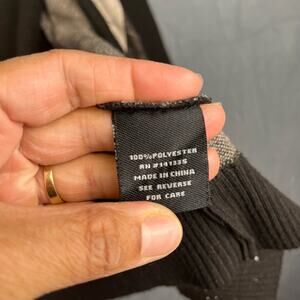 100% POLYESTER
RN #141335
MADE IN CHINA
SEE REVERSE
FOR CARE